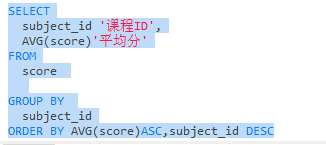 SELECT
subject_id '课程ID',
AVG(score)'平均分'
FROM
score
GROUP BY
subject_id
ORDER BY AVG(score)ASC,subject_id DESC